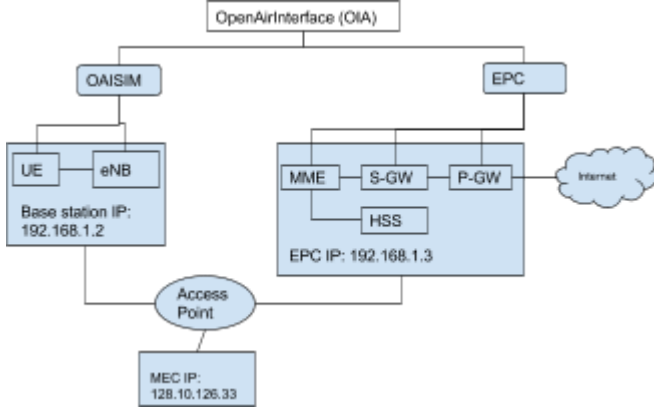 OpenAirInterface (OIA)
OAISIM
EPC
UE
eNB
MME
S-GW
P-GW
Internet
HSS
Base station IP:
192.168.1.2
EPC IP: 192.168.1.3
Access
Point
MEC IP:
128.10.126.33